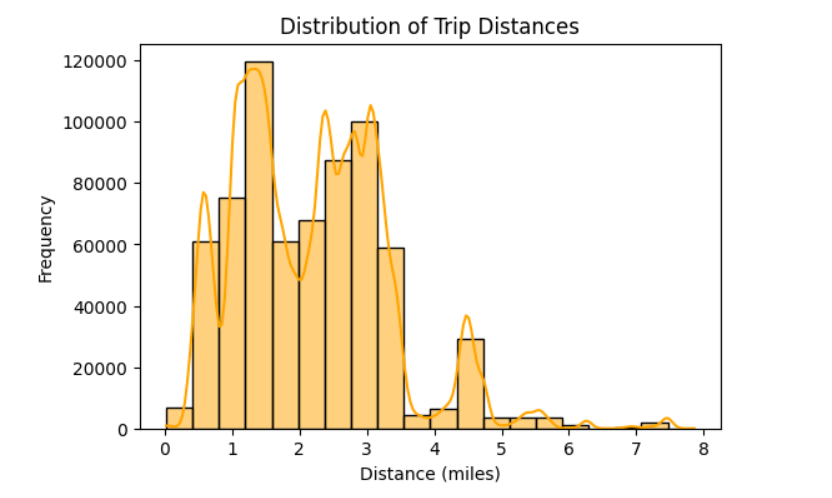 Distribution of Trip Distances
120000
100000
80000
60000
40000
20000
0
Frequency
0 1 2 3 4 5 6 7 8
Distance (miles)